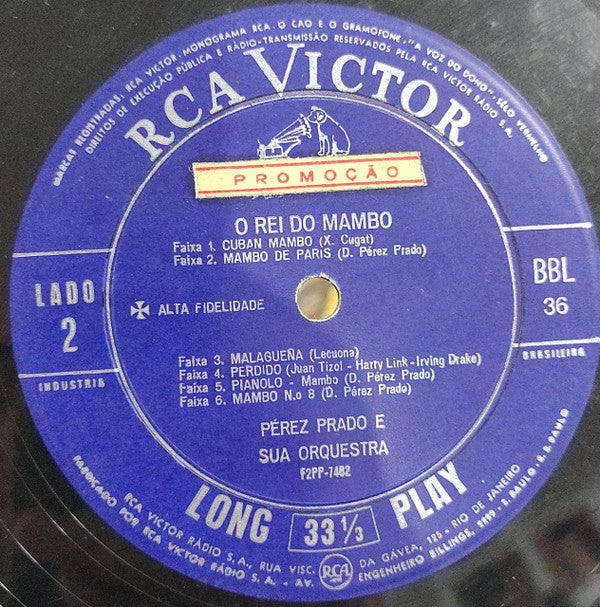 MARCAS REGISTRADAS, RCA VICTOR, MONOGRAMA RCA. O CÃO E O GRAMOFONE, "A VOZ DO DONO", SÊLO VERMELHO
DIREITOS DE EXECUÇÃO PÚBLICA E RÁDIO-TRANSMISSÃO RESERVADOS PELA RCA VICTOR RÁDIO S.A.
RCA VICTOR
PROMOÇÃO
O REI DO MAMBO
Faixa 1. CUBAN MAMBO (X. Cugat)
Faixa 2. MAMBO DE PARIS (D. Pérez Prado)
LADO
2
ALTA FIDELIDADE
BBL
36
Faixa 3. MALAGUEÑA (Lecuona)
Faixa 4. PERDIDO (Juan Tizol - Harry Link-Irving Drake)
Faixa 5. PIANOLO - Mambo (D. Pérez Prado)
Faixa 6. MAMBO N.o 8 (D. Pérez Prado)
INDUSTRIA
BRASILEIRA
PÉREZ PRADO E
SUA ORQUESTRA
F2PP-7482
LONG 33 1/3 PLAY
FABRICADO POR RCA VICTOR RÁDIO S.A. - AV. ENGENHEIRO BILLINGS, 2299 - S. PAULO - E. S. PAULO
RCA VICTOR RÁDIO S.A., RUA VISC. DA GÁVEA, 125 - RIO DE JANEIRO
RCA